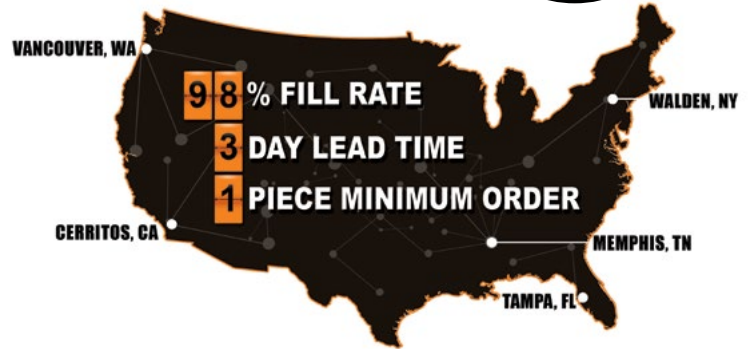 VANCOUVER, WA
98% FILL RATE
WALDEN, NY
3 DAY LEAD TIME
1 PIECE MINIMUM ORDER
CERRITOS, CA
MEMPHIS, TN
TAMPA, FL